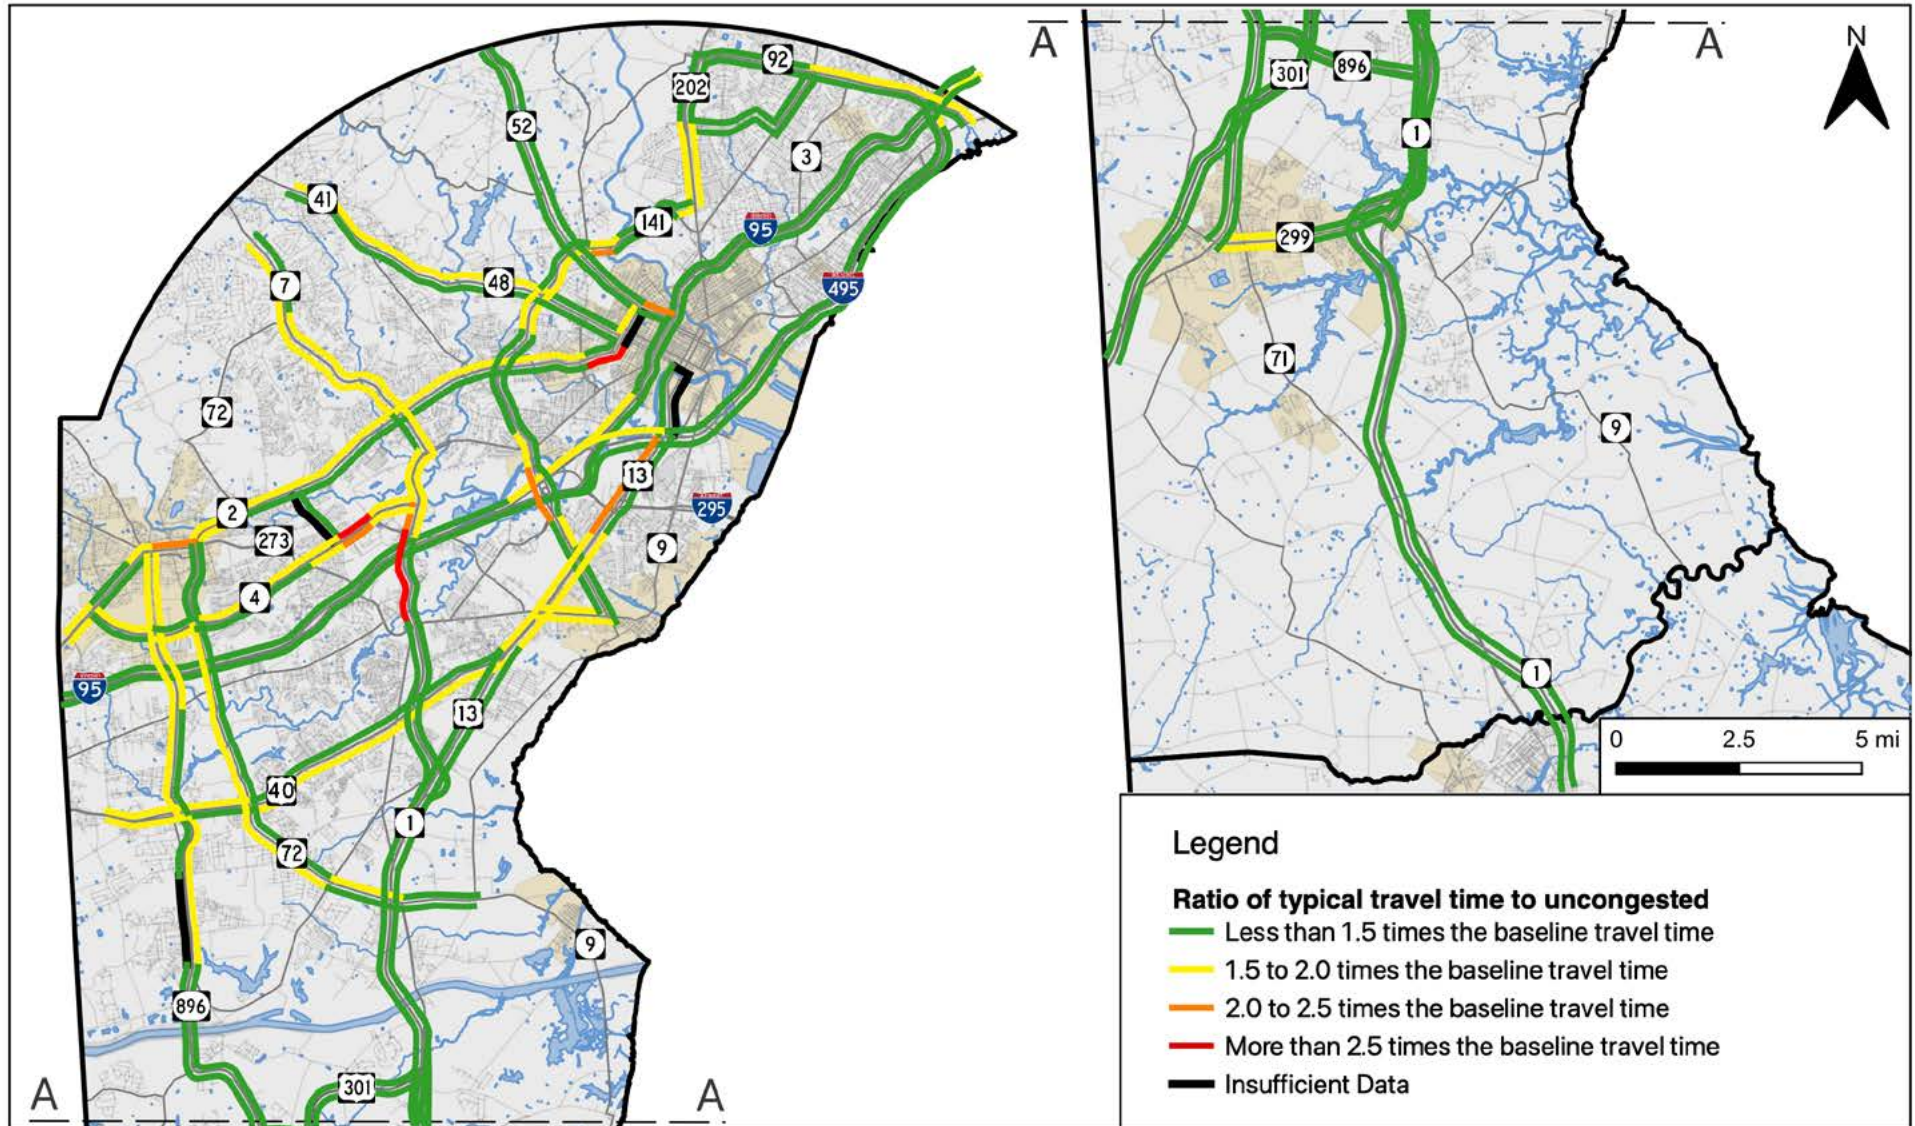 92
202
52
3
41
141
95
7
48
495
72
13
2
295
273
9
4
95
13
40
1
72
9
896
301
A
A
A
A
N
301
896
1
299
71
9
1
0 2.5 5 mi
Legend
Ratio of typical travel time to uncongested
Less than 1.5 times the baseline travel time
1.5 to 2.0 times the baseline travel time
2.0 to 2.5 times the baseline travel time
More than 2.5 times the baseline travel time
Insufficient Data